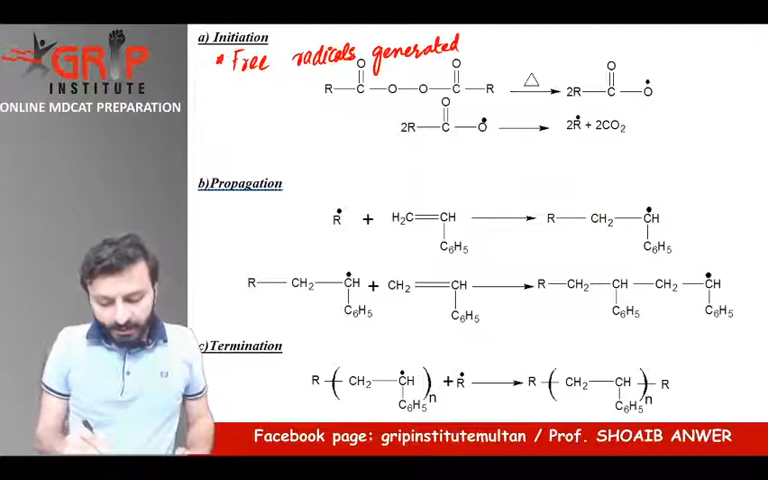 GRIP
INSTITUTE
ONLINE MDCAT PREPARATION
a) Initiation
• Free radicals generated
R—C(=O)—O—O—C(=O)—R △→ 2R—C(=O)—O•
2R—C(=O)—O• → 2R• + 2CO₂
b)Propagation
R• + H₂C=CH(C₆H₅) → R—CH₂—•CH(C₆H₅)
R—CH₂—•CH(C₆H₅) + CH₂=CH(C₆H₅) → R—CH₂—CH(C₆H₅)—CH₂—•CH(C₆H₅)
c)Termination
R—(CH₂—•CH(C₆H₅))n + R• → R—(CH₂—CH(C₆H₅))n—R
Facebook page: gripinstitutemultan / Prof. SHOAIB ANWER